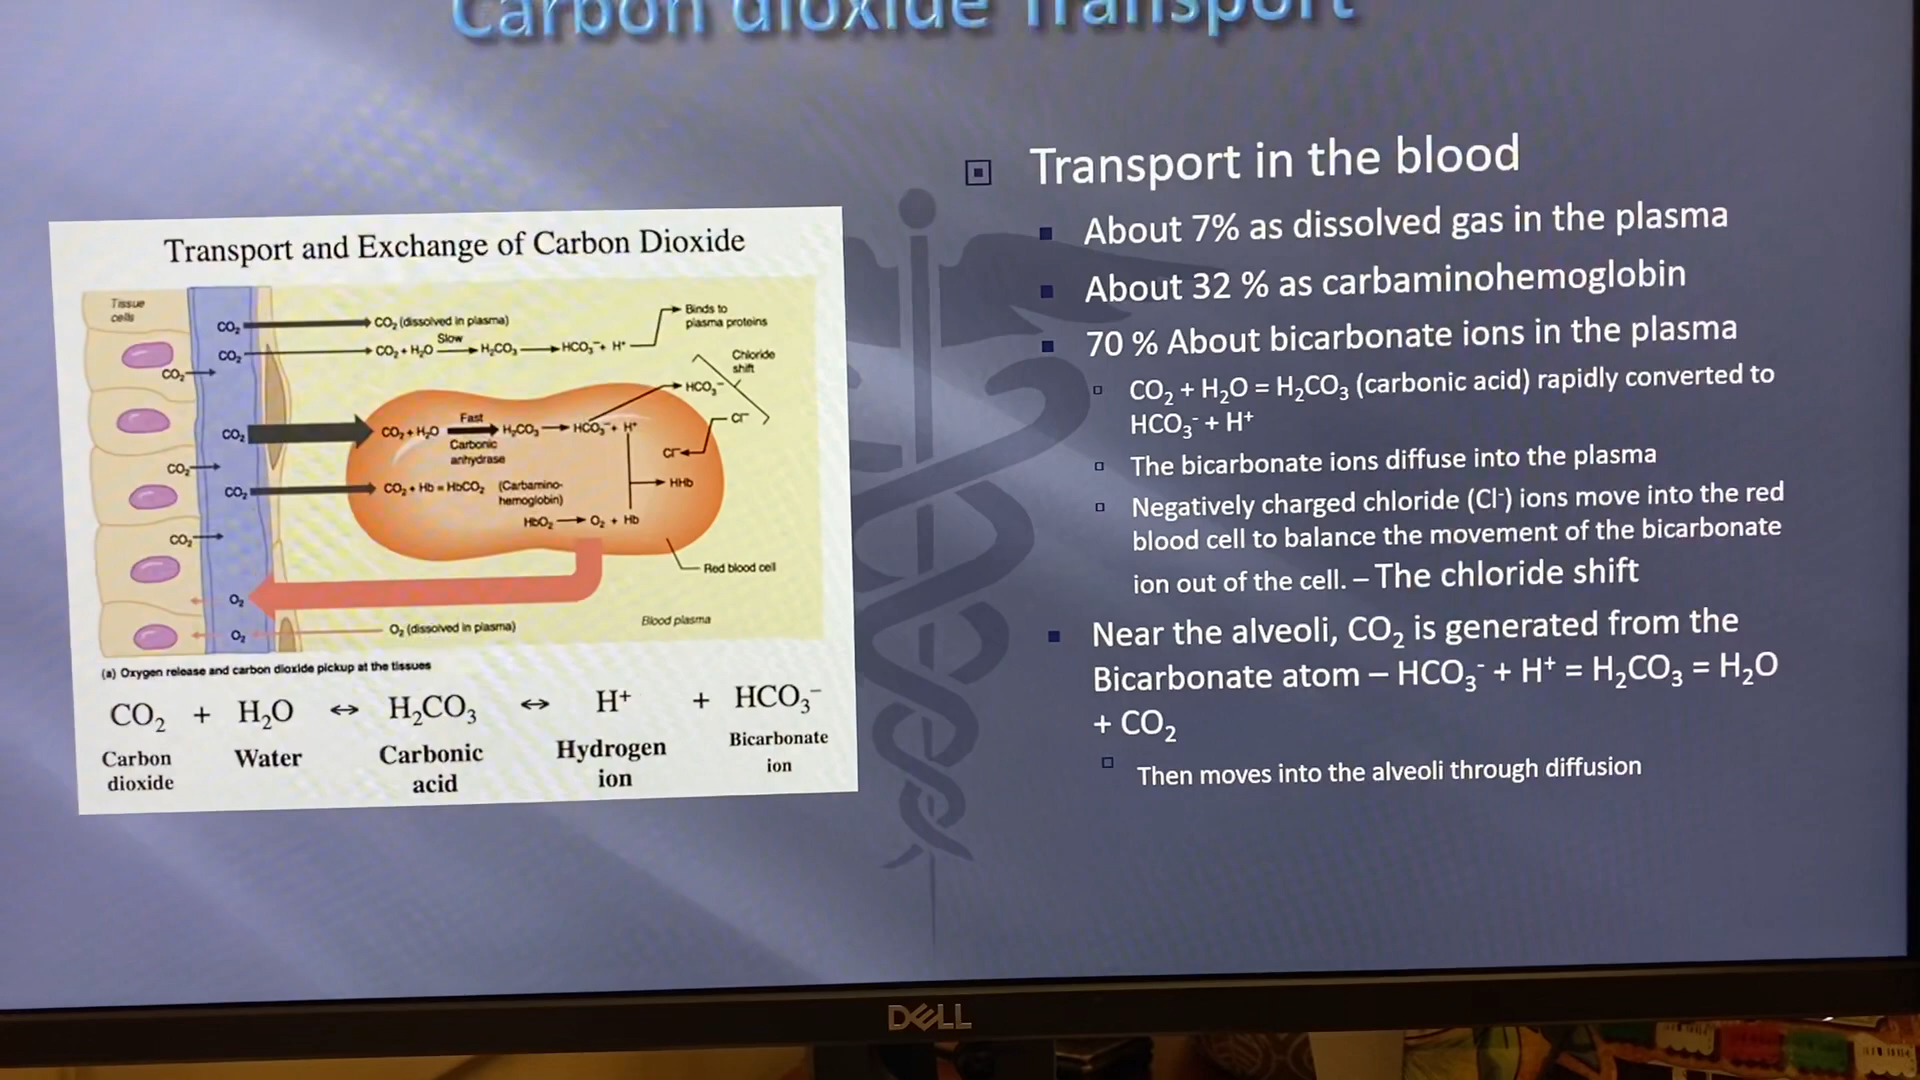 Carbon dioxide Transport
Transport and Exchange of Carbon Dioxide
Tissue
cells
CO₂
CO₂ (dissolved in plasma)
Binds to
plasma proteins
CO₂
CO₂ + H₂O
Slow
H₂CO₃
HCO₃⁻ + H⁺
CO₂
Chloride
shift
HCO₃⁻
Cl⁻
CO₂
CO₂ + H₂O
Fast
Carbonic
anhydrase
H₂CO₃
HCO₃⁻ + H⁺
Cl⁻
CO₂
CO₂
CO₂ + Hb = HbCO₂ (Carbamino-
hemoglobin)
HHb
HbO₂
O₂ + Hb
CO₂
Red blood cell
O₂
O₂
O₂ (dissolved in plasma)
Blood plasma
(a) Oxygen release and carbon dioxide pickup at the tissues
CO₂ + H₂O ↔ H₂CO₃ ↔ H⁺ + HCO₃⁻
Carbon
dioxide
Water
Carbonic
acid
Hydrogen
ion
Bicarbonate
ion
Transport in the blood
About 7% as dissolved gas in the plasma
About 32 % as carbaminohemoglobin
70 % About bicarbonate ions in the plasma
CO₂ + H₂O = H₂CO₃ (carbonic acid) rapidly converted to
HCO₃⁻ + H⁺
The bicarbonate ions diffuse into the plasma
Negatively charged chloride (Cl⁻) ions move into the red
blood cell to balance the movement of the bicarbonate
ion out of the cell. – The chloride shift
Near the alveoli, CO₂ is generated from the
Bicarbonate atom – HCO₃⁻ + H⁺ = H₂CO₃ = H₂O
+ CO₂
Then moves into the alveoli through diffusion
DELL